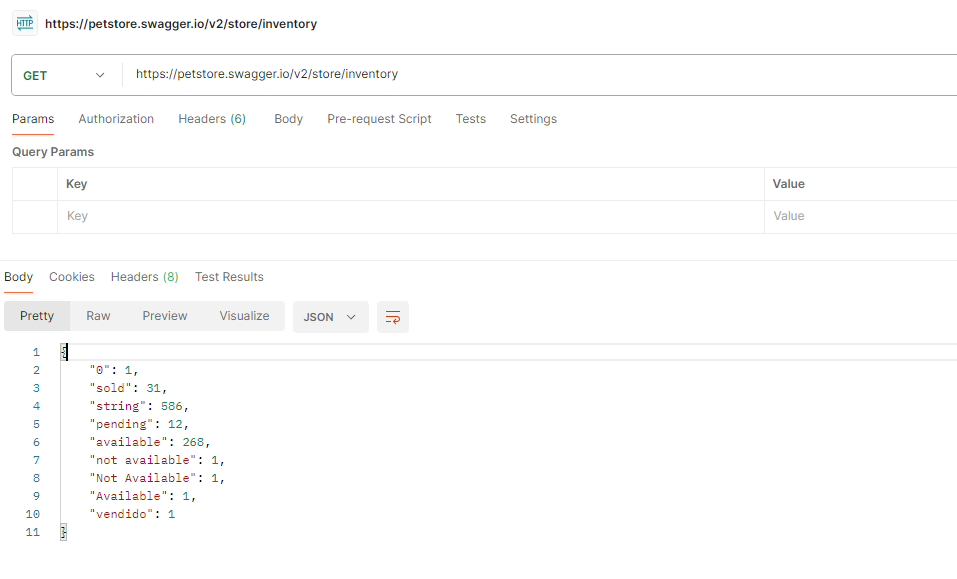 HTTP https://petstore.swagger.io/v2/store/inventory
GET https://petstore.swagger.io/v2/store/inventory
Params Authorization Headers (6) Body Pre-request Script Tests Settings
Query Params
Key Value
Key Value
Body Cookies Headers (8) Test Results
Pretty Raw Preview Visualize JSON
1 {
2 "0": 1,
3 "sold": 31,
4 "string": 586,
5 "pending": 12,
6 "available": 268,
7 "not available": 1,
8 "Not Available": 1,
9 "Available": 1,
10 "vendido": 1
11 }